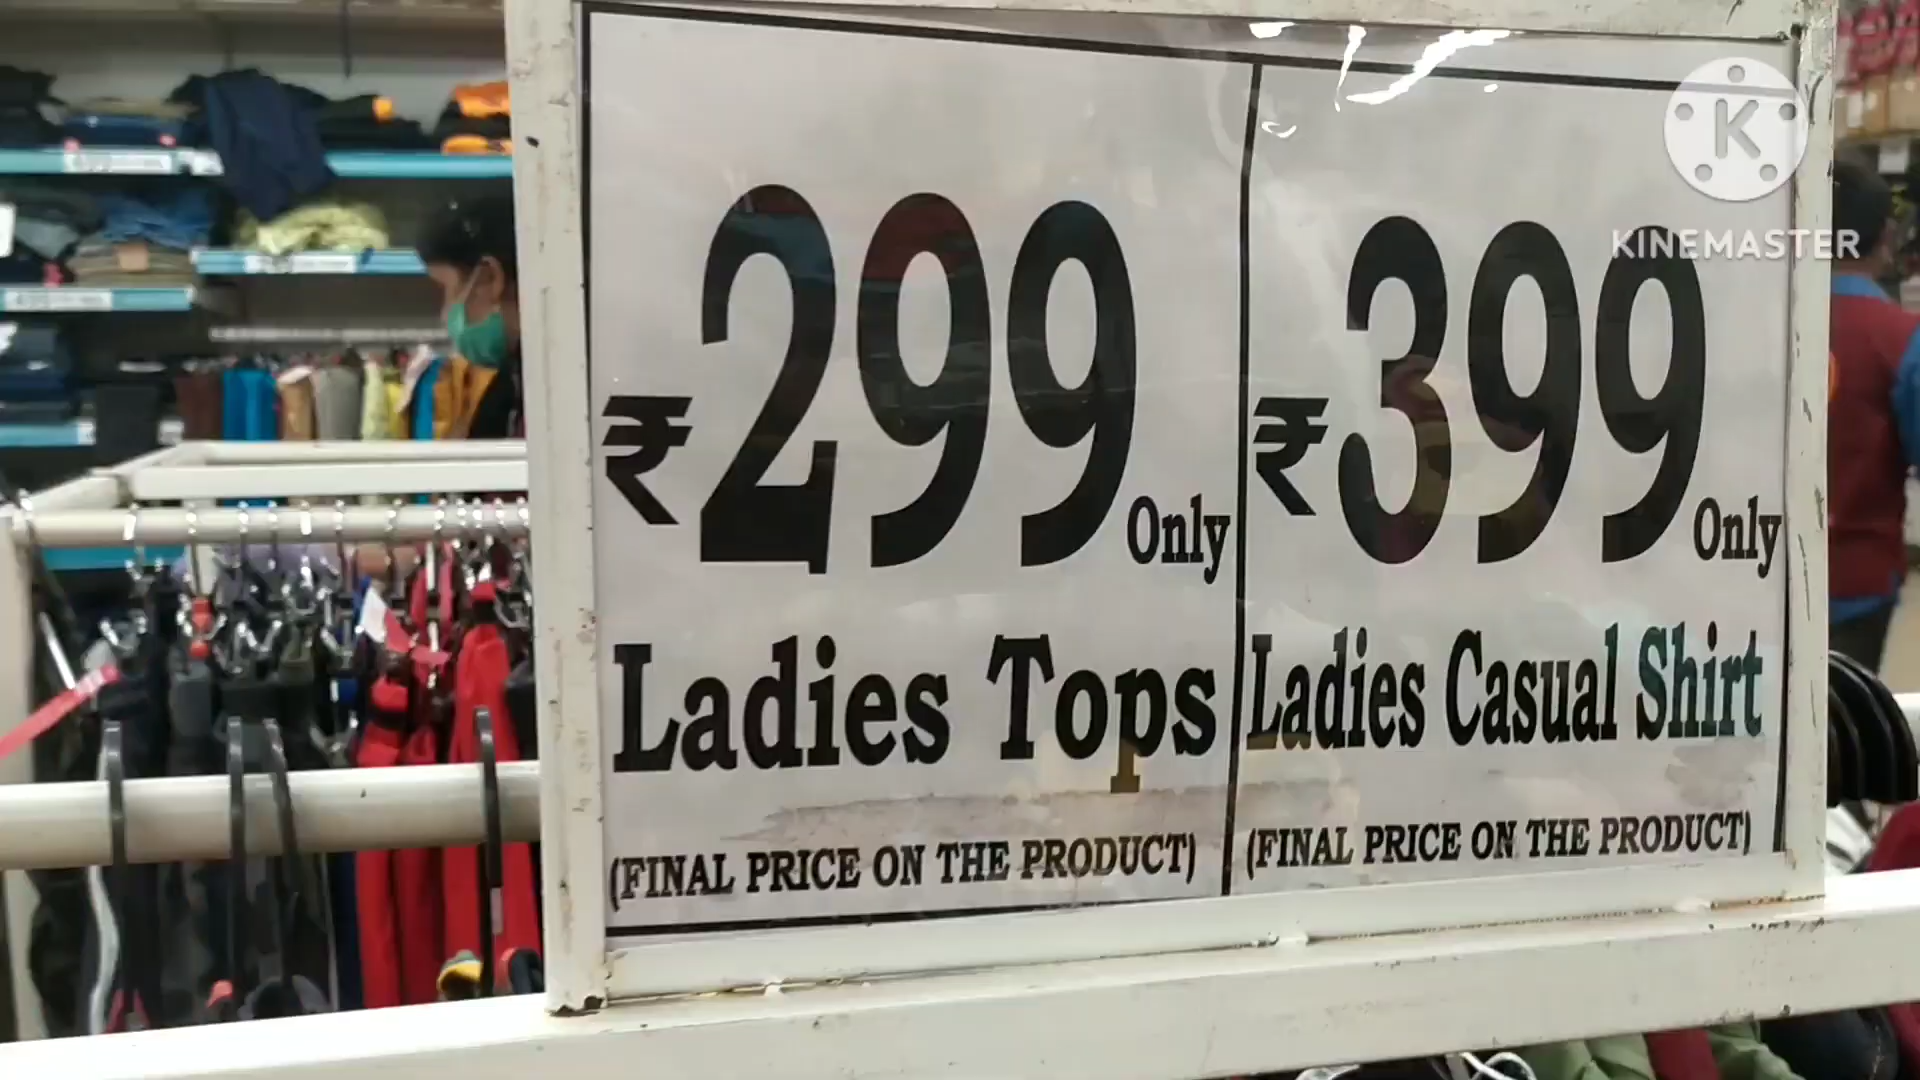 ₹299 Only
Ladies Tops
(FINAL PRICE ON THE PRODUCT)
₹399 Only
Ladies Casual Shirt
(FINAL PRICE ON THE PRODUCT)
K
KINEMASTER